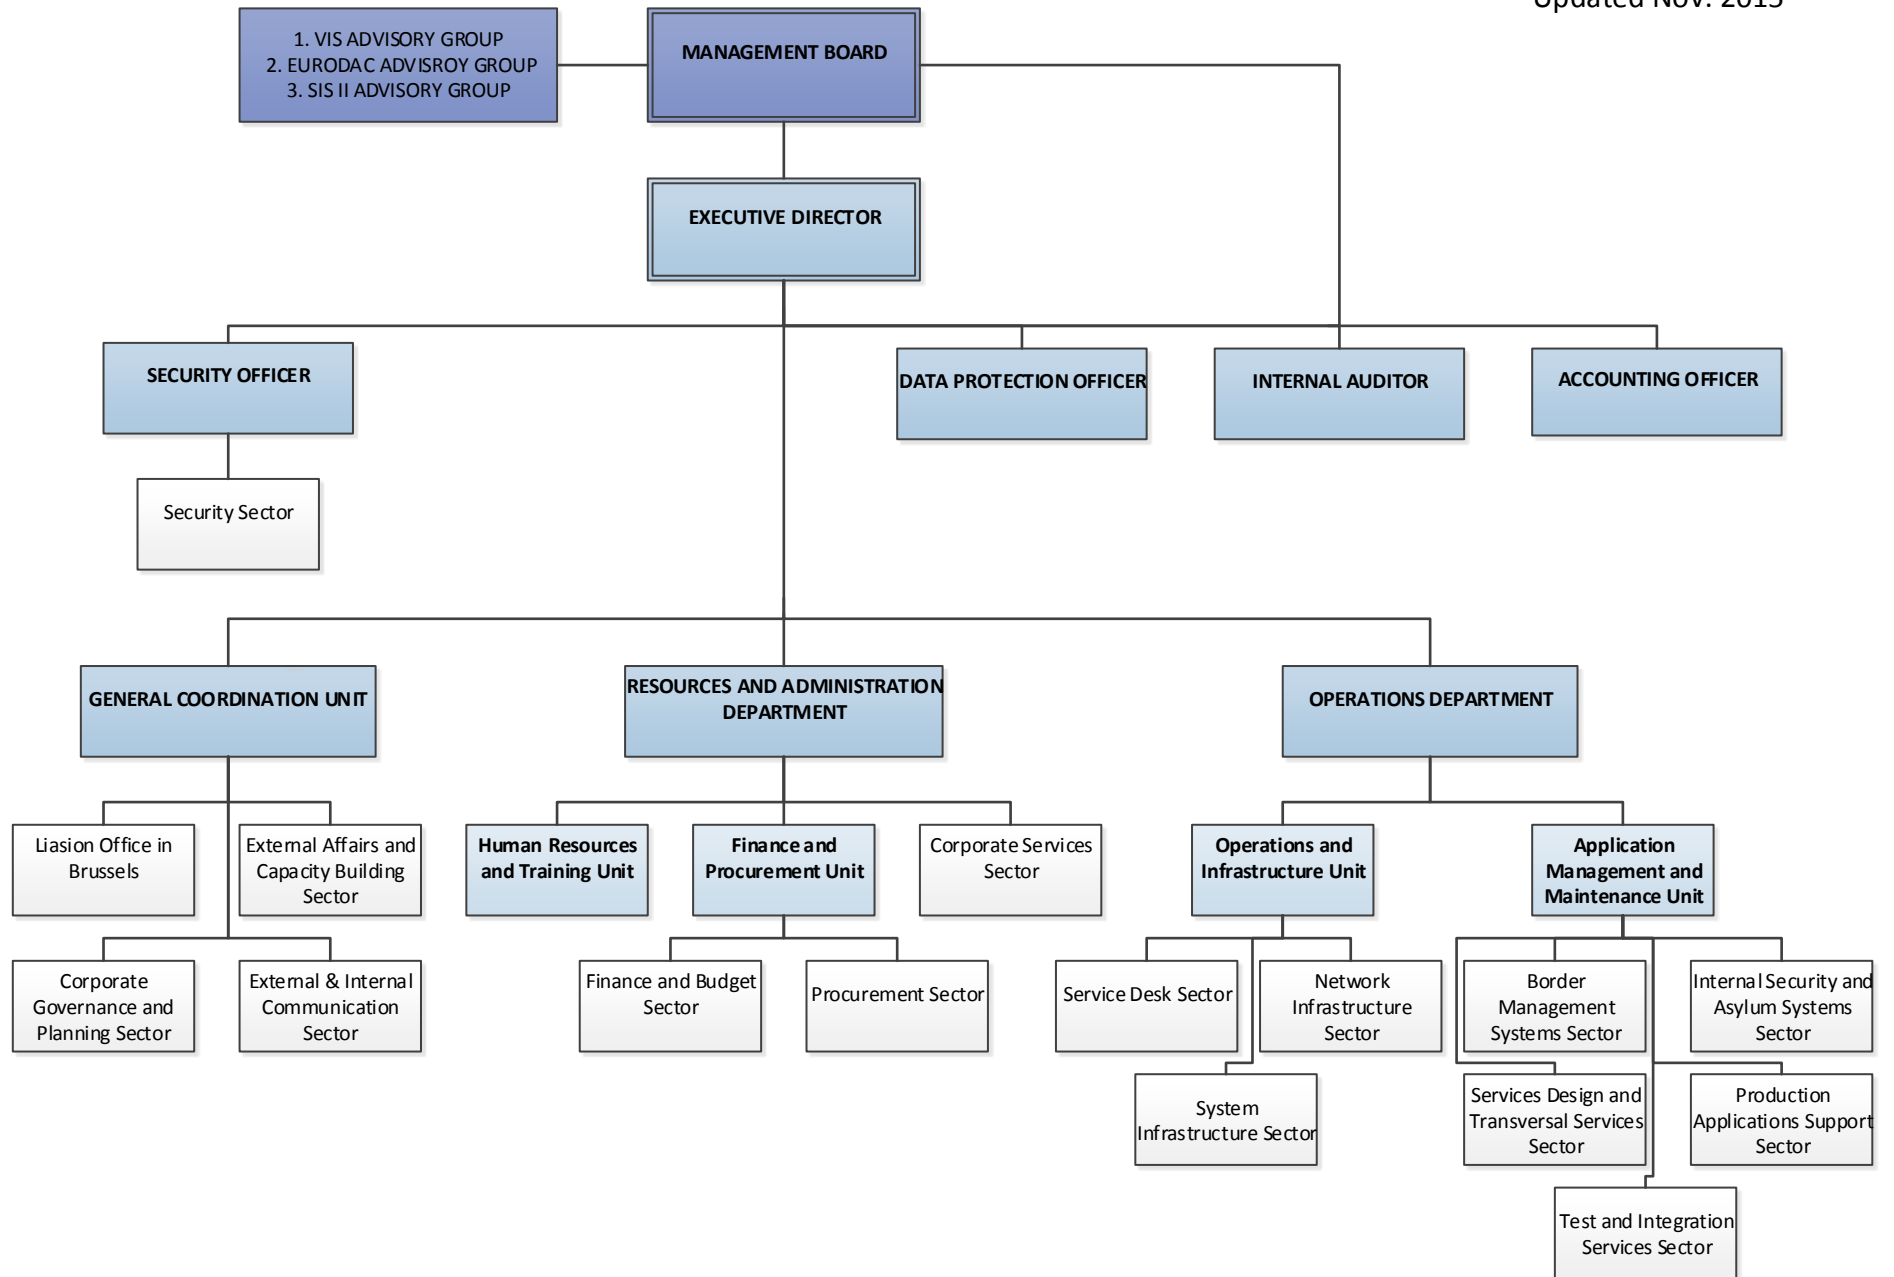 Updated Nov. 2015
1. VIS ADVISORY GROUP
2. EURODAC ADVISROY GROUP
3. SIS II ADVISORY GROUP
MANAGEMENT BOARD
EXECUTIVE DIRECTOR
SECURITY OFFICER
DATA PROTECTION OFFICER
INTERNAL AUDITOR
ACCOUNTING OFFICER
Security Sector
GENERAL COORDINATION UNIT
RESOURCES AND ADMINISTRATION
DEPARTMENT
OPERATIONS DEPARTMENT
Liasion Office in
Brussels
External Affairs and
Capacity Building
Sector
Human Resources
and Training Unit
Finance and
Procurement Unit
Corporate Services
Sector
Operations and
Infrastructure Unit
Application
Management and
Maintenance Unit
Corporate
Governance and
Planning Sector
External & Internal
Communication
Sector
Finance and Budget
Sector
Procurement Sector
Service Desk Sector
Network
Infrastructure
Sector
Border
Management
Systems Sector
Internal Security and
Asylum Systems
Sector
System
Infrastructure Sector
Services Design and
Transversal Services
Sector
Production
Applications Support
Sector
Test and Integration
Services Sector